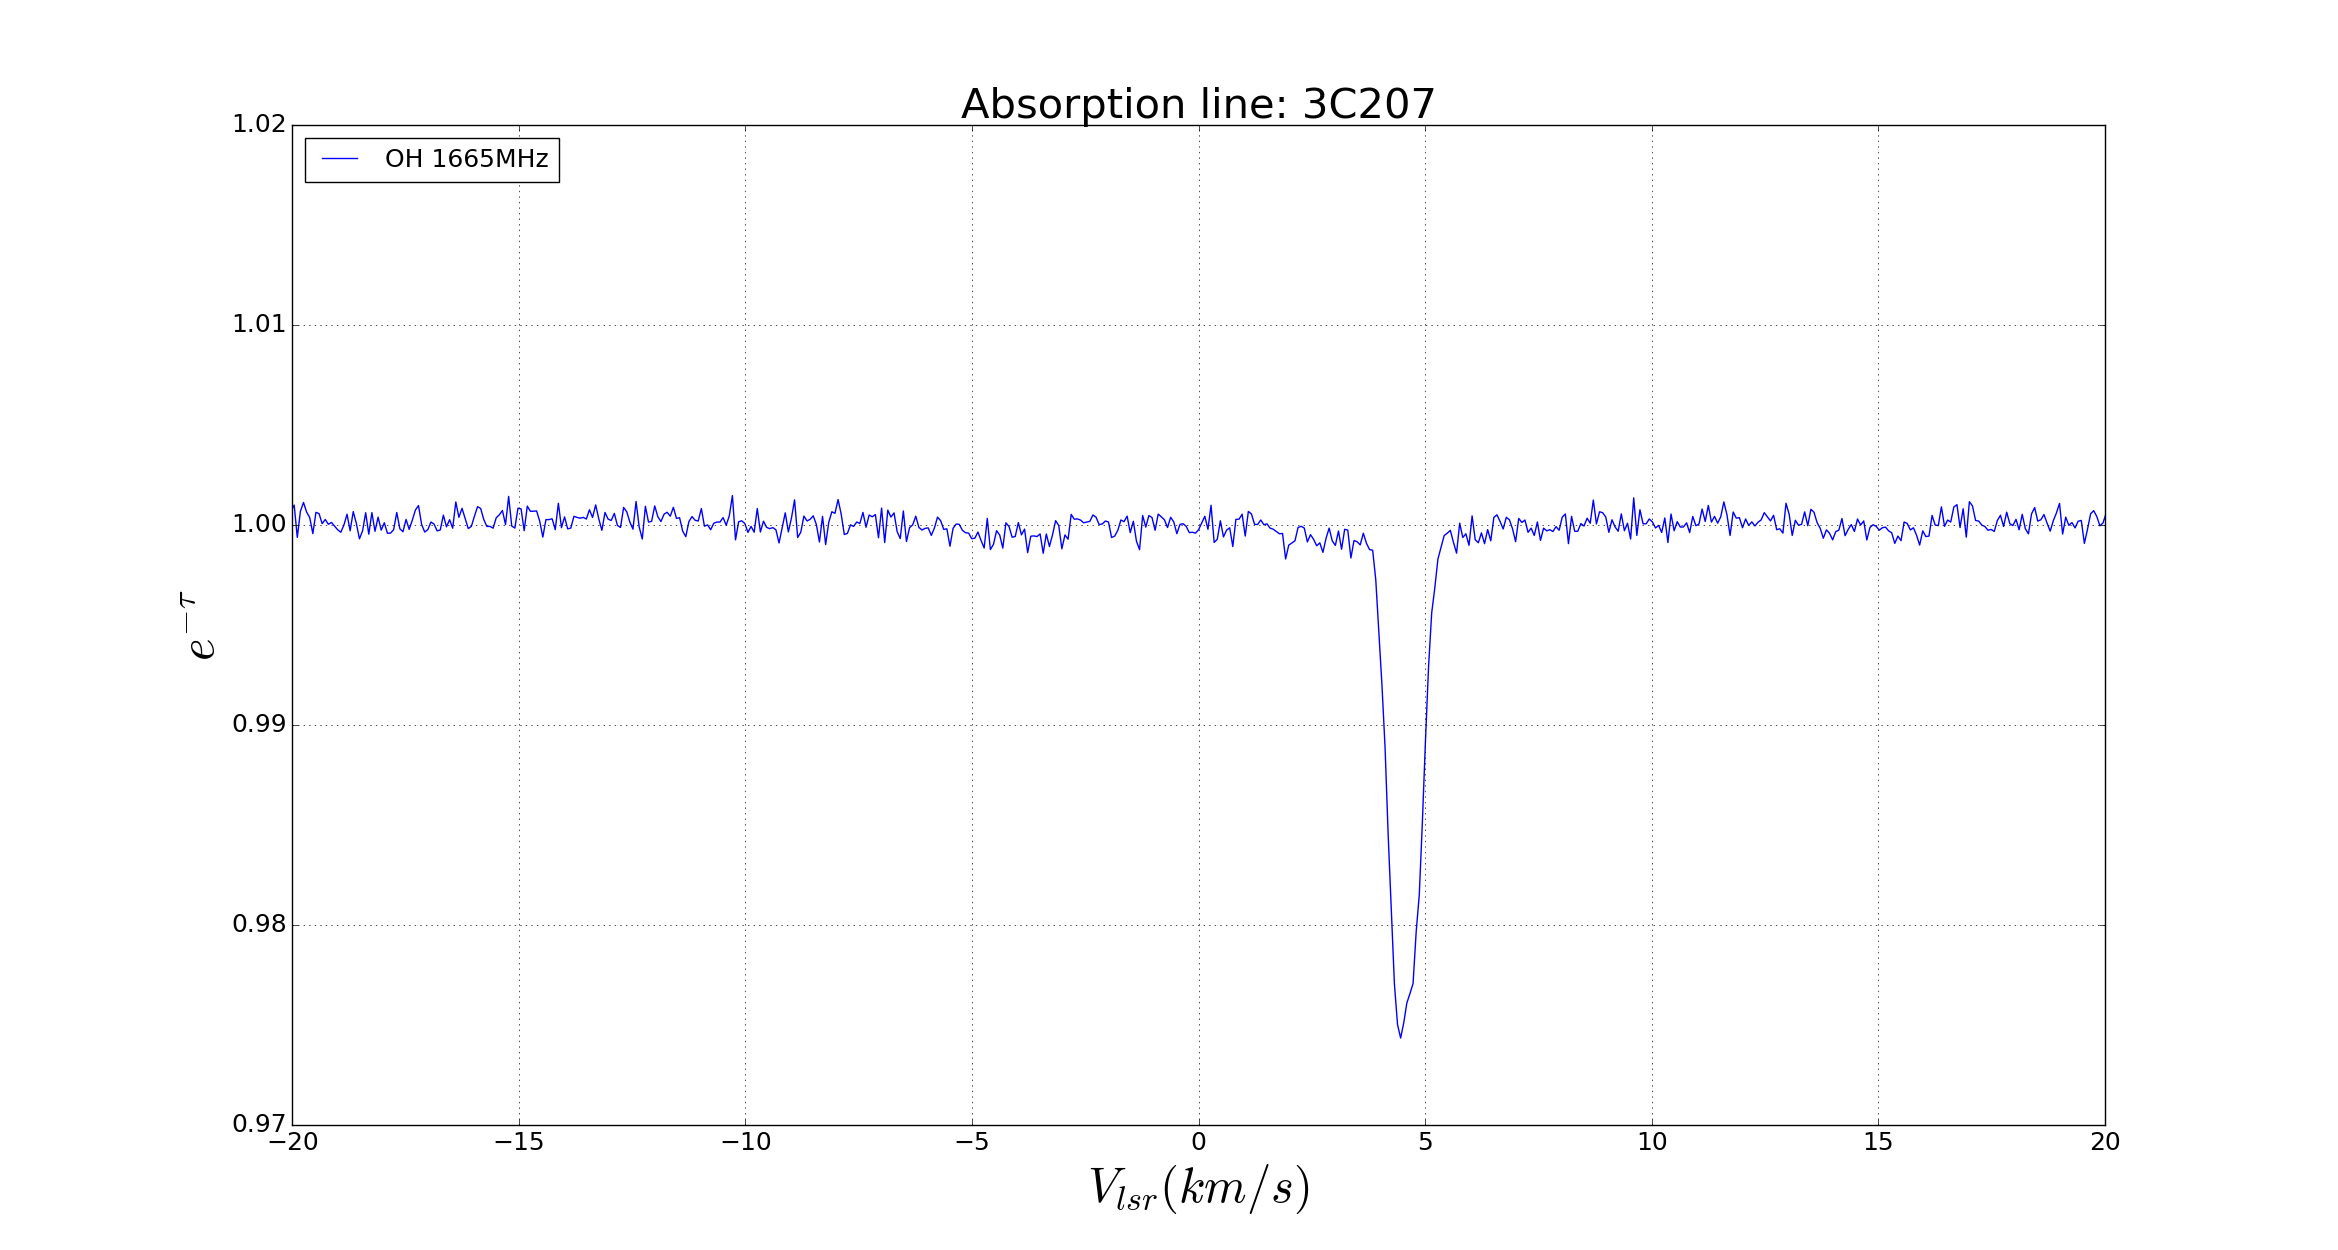 Absorption line: 3C207
OH 1665MHz
1.02
1.01
1.00
0.99
0.98
0.97
e^{−τ}
−20 −15 −10 −5 0 5 10 15 20
V_{lsr}(km/s)